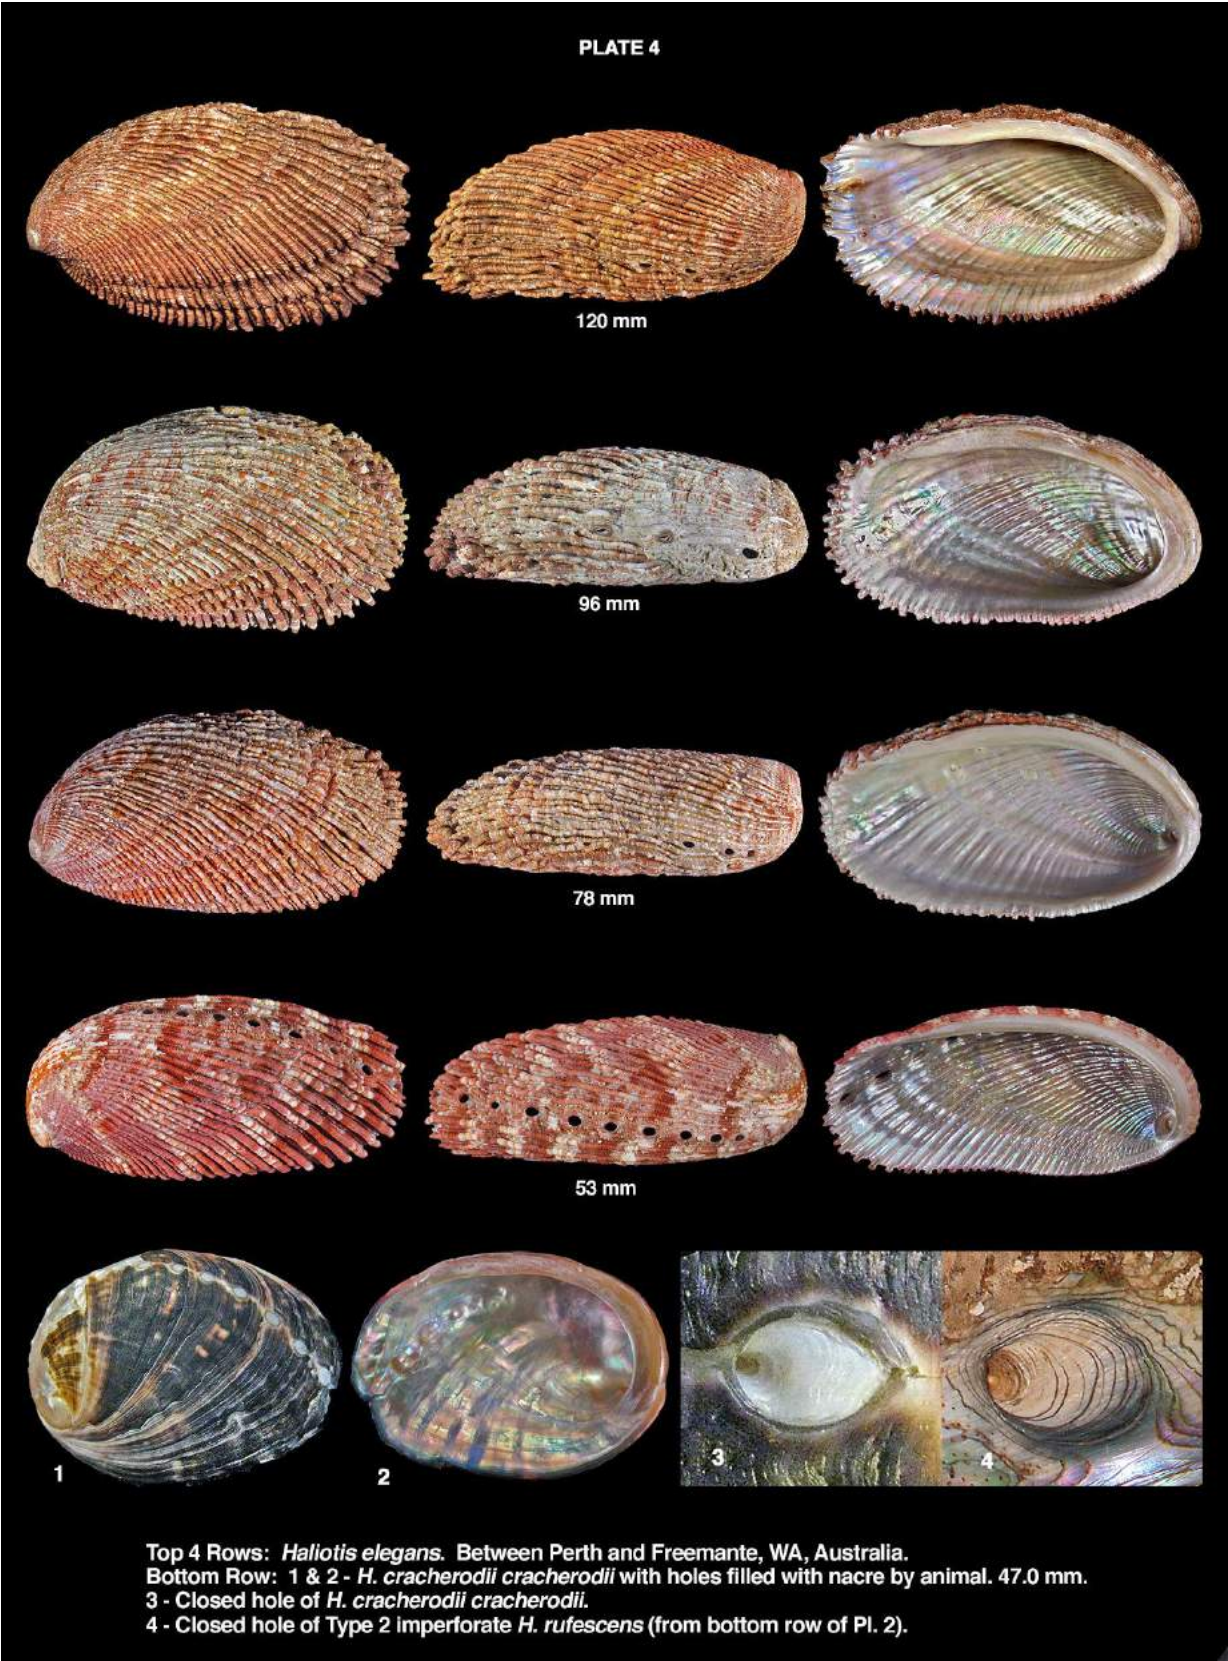 PLATE 4
120 mm
96 mm
78 mm
53 mm
1
2
3
4
Top 4 Rows: Haliotis elegans. Between Perth and Freemante, WA, Australia.
Bottom Row: 1 & 2 - H. cracherodii cracherodii with holes filled with nacre by animal. 47.0 mm.
3 - Closed hole of H. cracherodii cracherodii.
4 - Closed hole of Type 2 imperforate H. rufescens (from bottom row of Pl. 2).